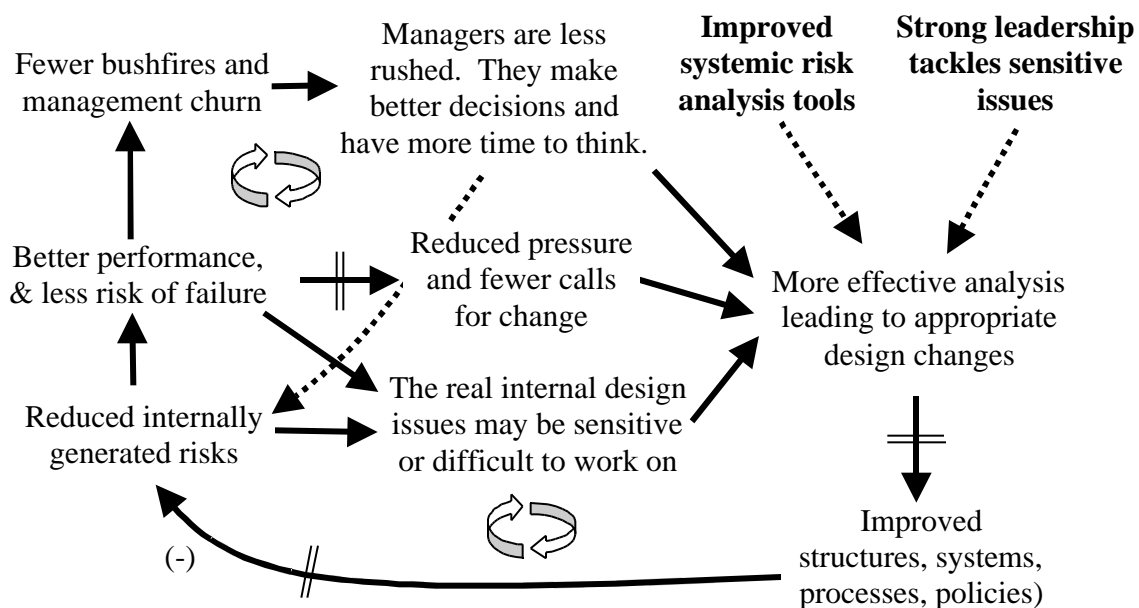 Fewer bushfires and
management churn
Managers are less
rushed. They make
better decisions and
have more time to think.
Improved
systemic risk
analysis tools
Strong leadership
tackles sensitive
issues
Better performance,
& less risk of failure
Reduced pressure
and fewer calls
for change
More effective analysis
leading to appropriate
design changes
Reduced internally
generated risks
The real internal design
issues may be sensitive
or difficult to work on
(-)
Improved
structures, systems,
processes, policies)